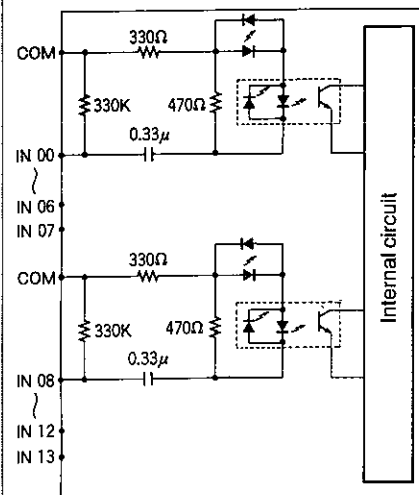 330Ω
COM
330K
470Ω
0.33μ
IN 00
IN 06
IN 07
330Ω
COM
330K
470Ω
0.33μ
IN 08
IN 12
IN 13
Internal circuit